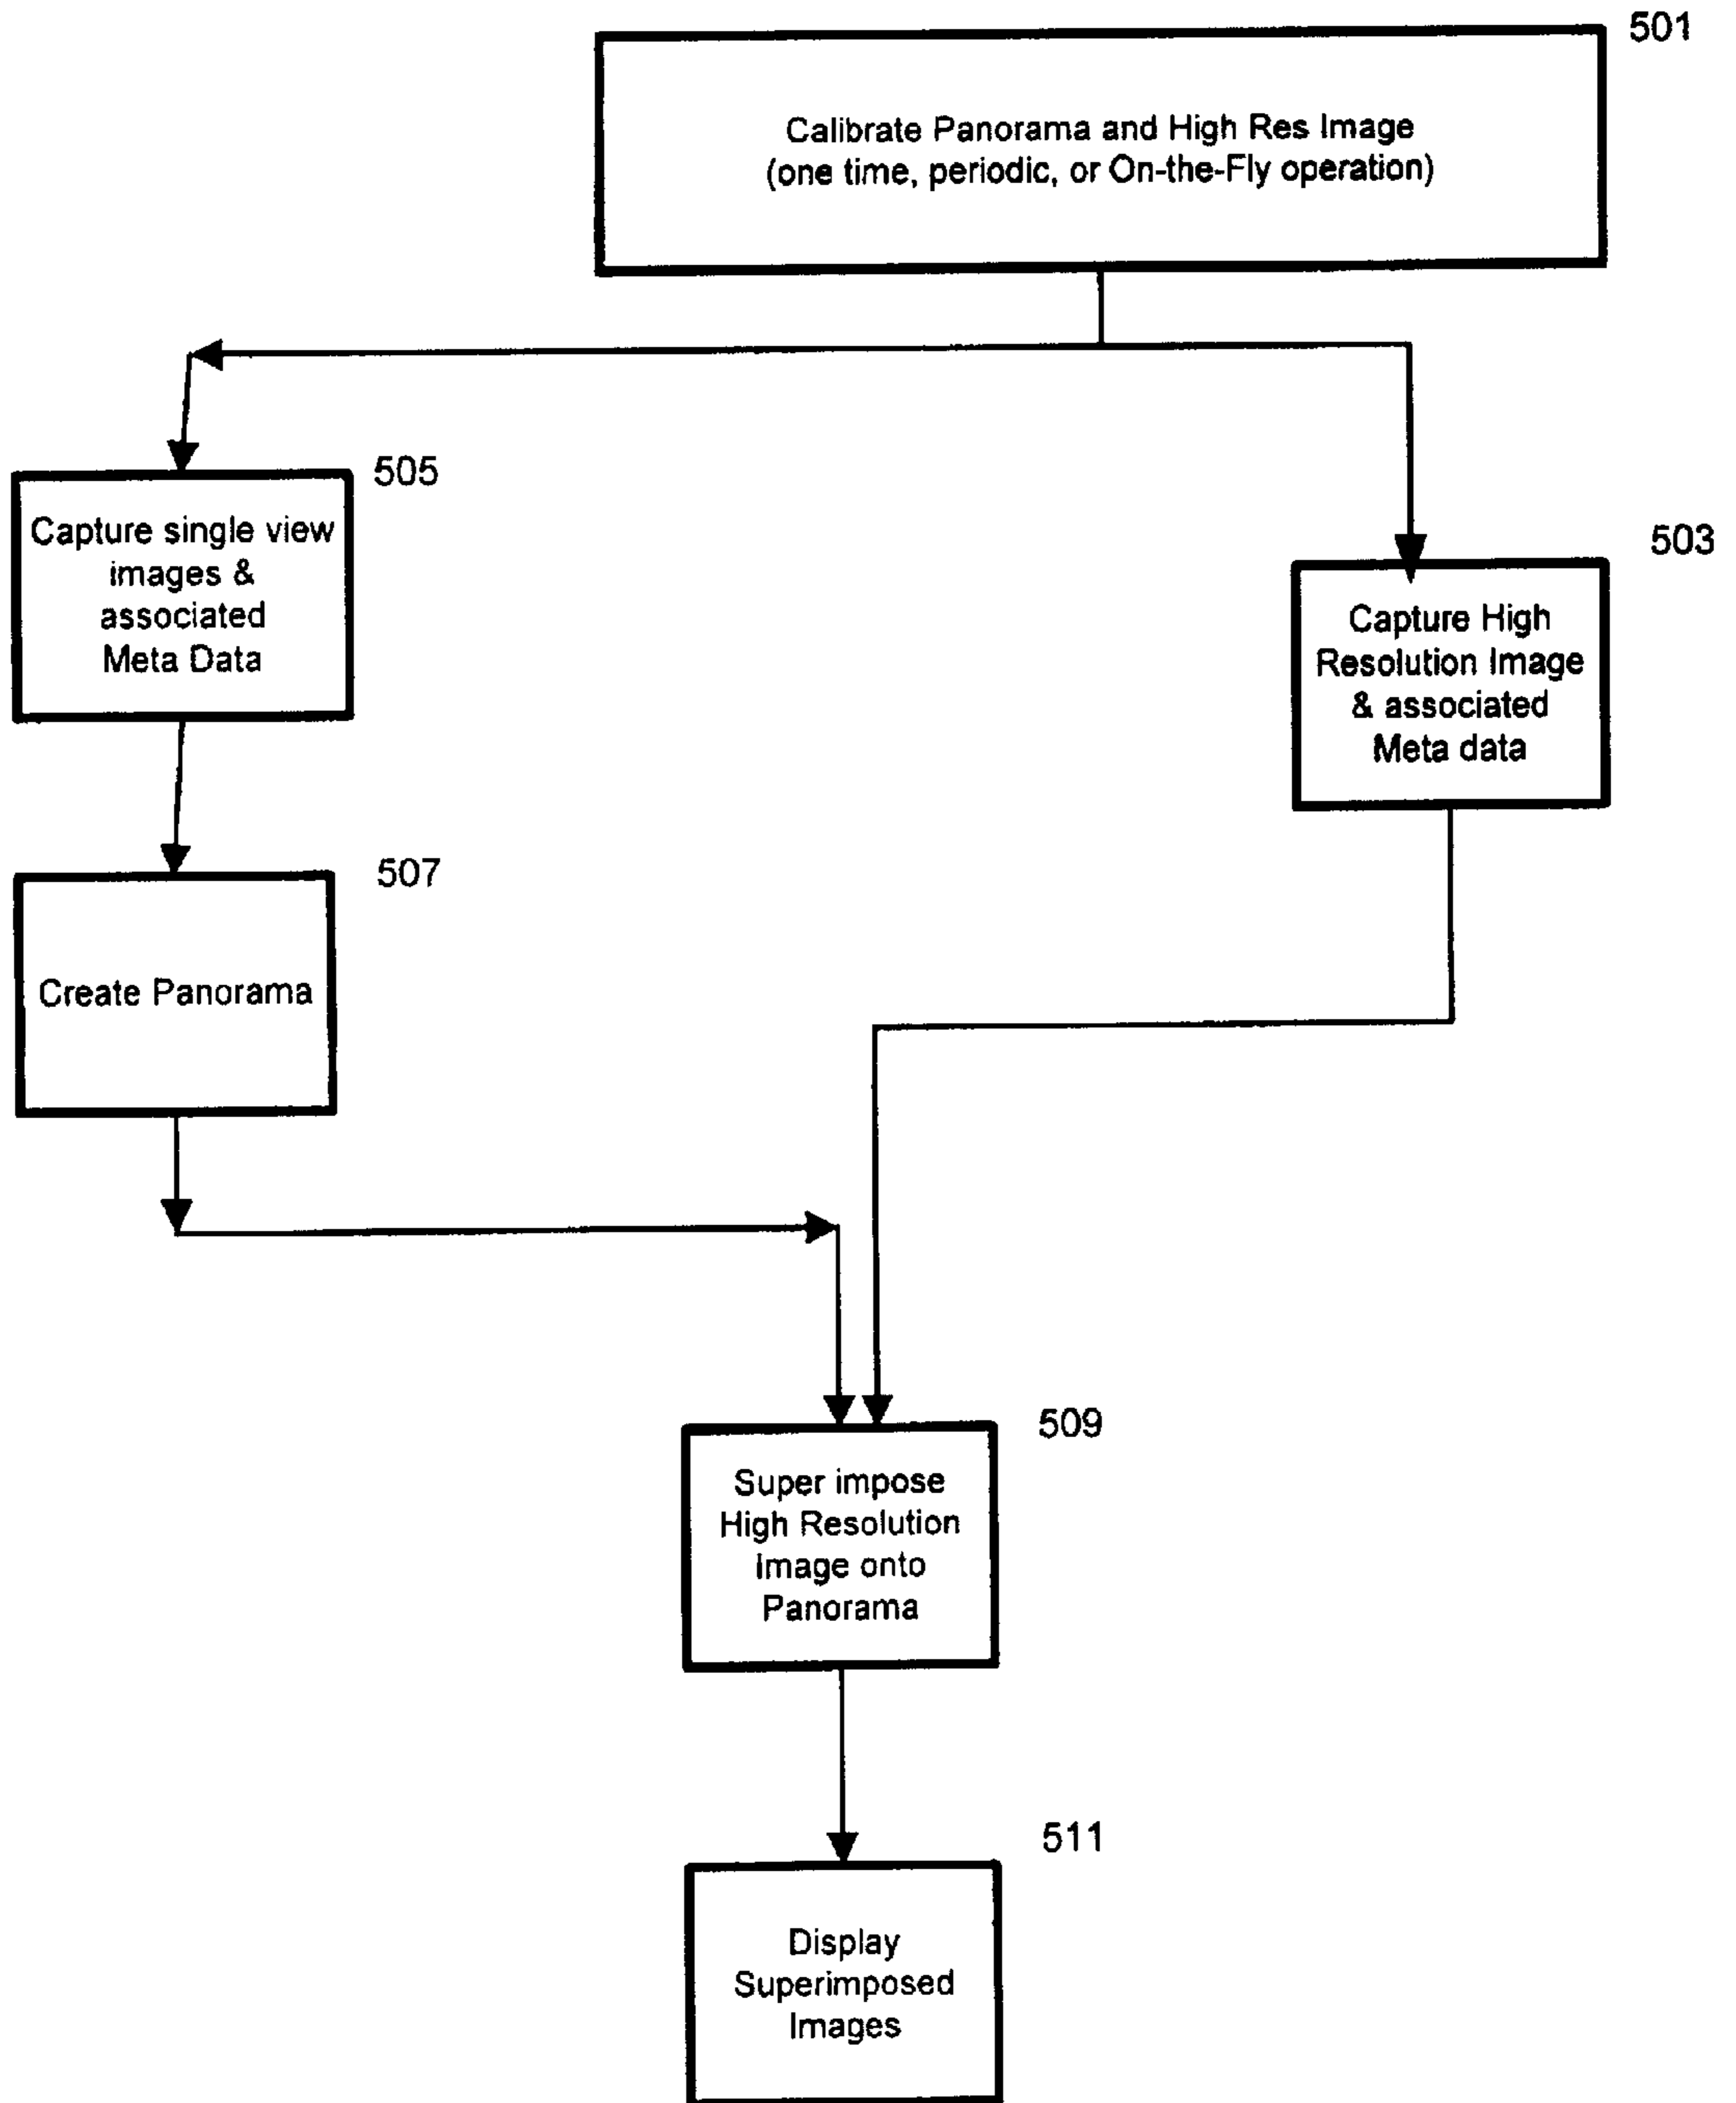 501
Calibrate Panorama and High Res Image
(one time, periodic, or On-the-Fly operation)
505
Capture single view
images &
associated
Meta Data
503
Capture High
Resolution Image
& associated
Meta data
507
Create Panorama
509
Super impose
High Resolution
Image onto
Panorama
511
Display
Superimposed
Images